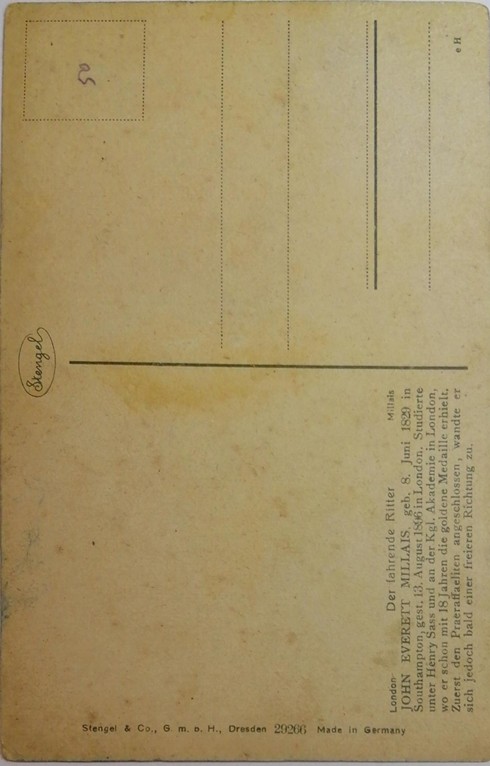 London
Der fahrende Ritter
Millais
JOHN EVERETT MILLAIS, geb. 8. Juni 1829 in
Southampton, gest. 13. August 1896 in London. Studierte
unter Henry Sass und an der Kgl. Akademie in London,
wo er schon mit 18 Jahren die goldene Medaille erhielt.
Zuerst den Praeraffaeliten angeschlossen, wandte er
sich jedoch bald einer freieren Richtung zu.
Stengel
Stengel & Co., G. m. b. H., Dresden 29266 Made in Germany
e H